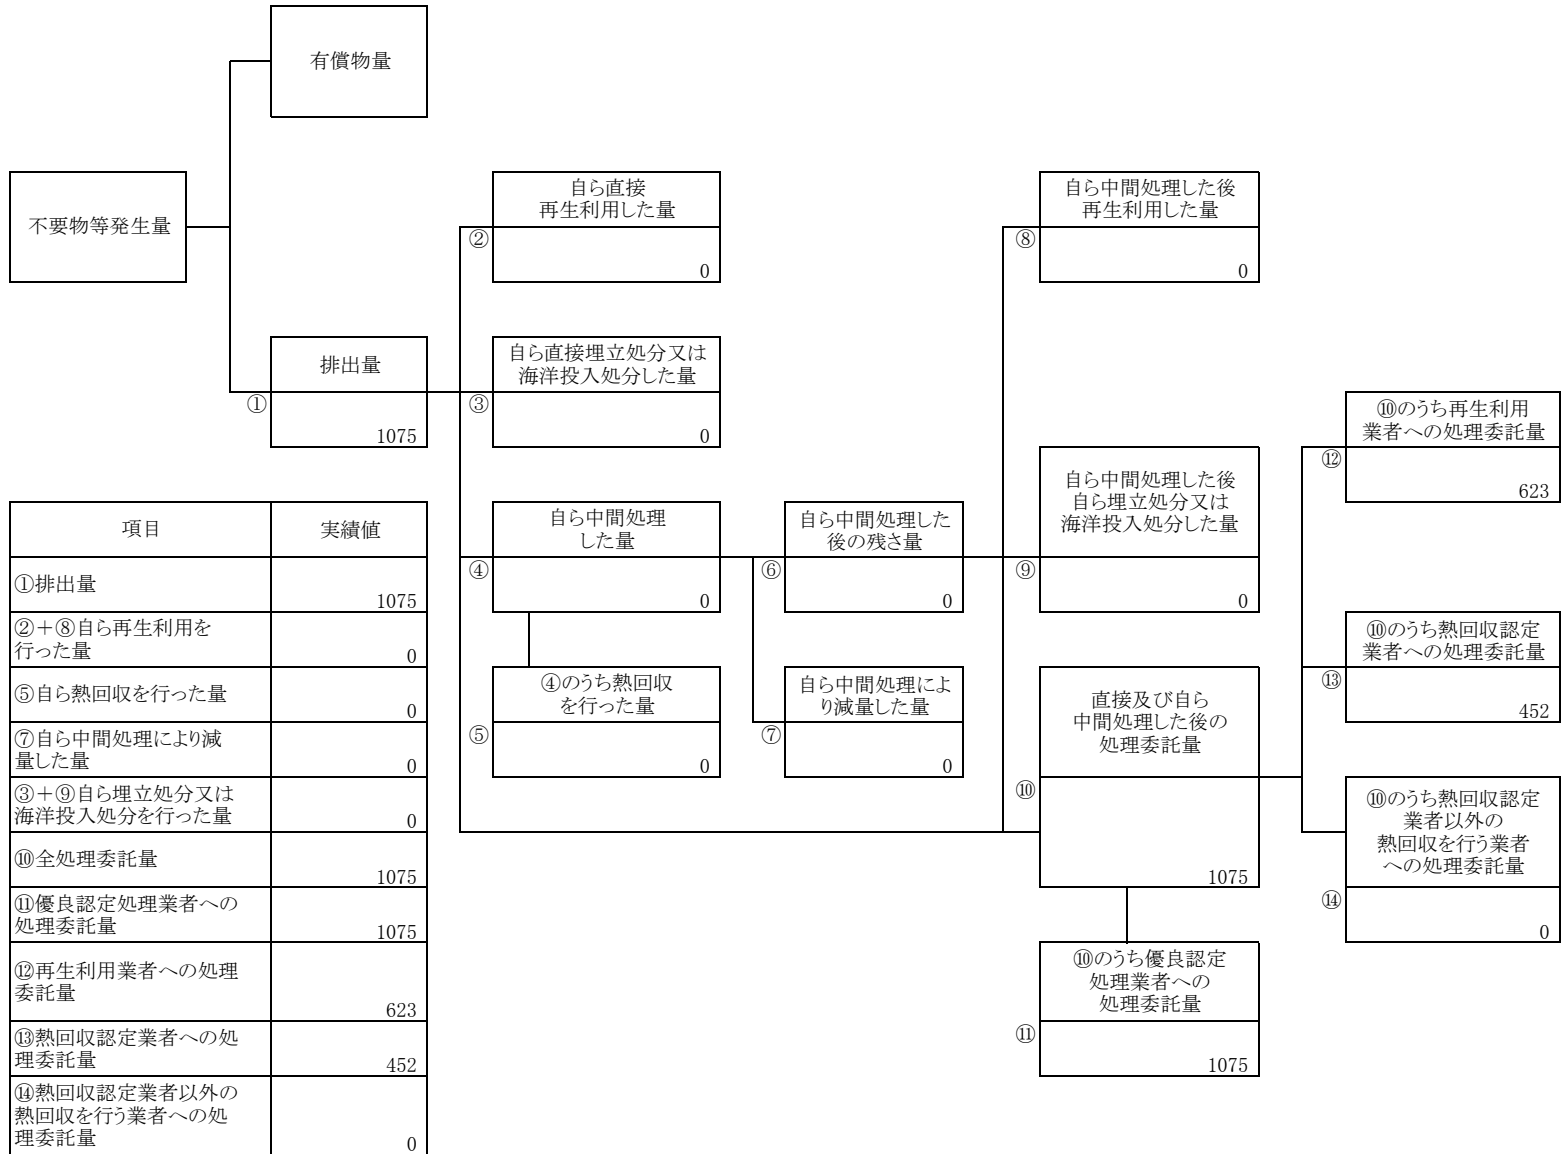 有償物量
不要物等発生量
自ら直接
再生利用した量
②
0
自ら中間処理した後
再生利用した量
⑧
0
排出量
①
1075
自ら直接埋立処分又は
海洋投入処分した量
③
0
⑩のうち再生利用
業者への処理委託量
⑫
623
自ら中間処理
した量
④
0
自ら中間処理した
後の残さ量
⑥
0
自ら中間処理した後
自ら埋立処分又は
海洋投入処分した量
⑨
0
⑩のうち熱回収認定
業者への処理委託量
⑬
452
④のうち熱回収
を行った量
⑤
0
自ら中間処理によ
り減量した量
⑦
0
直接及び自ら
中間処理した後の
処理委託量
⑩
1075
⑩のうち熱回収認定
業者以外の
熱回収を行う業者
への処理委託量
⑭
0
⑩のうち優良認定
処理業者への
処理委託量
⑪
1075
項目 実績値
①排出量 1075
②+⑧自ら再生利用を
行った量 0
⑤自ら熱回収を行った量 0
⑦自ら中間処理により減
量した量 0
③+⑨自ら埋立処分又は
海洋投入処分を行った量 0
⑩全処理委託量 1075
⑪優良認定処理業者への
処理委託量 1075
⑫再生利用業者への処理
委託量 623
⑬熱回収認定業者への処
理委託量 452
⑭熱回収認定業者以外の
熱回収を行う業者への処
理委託量 0